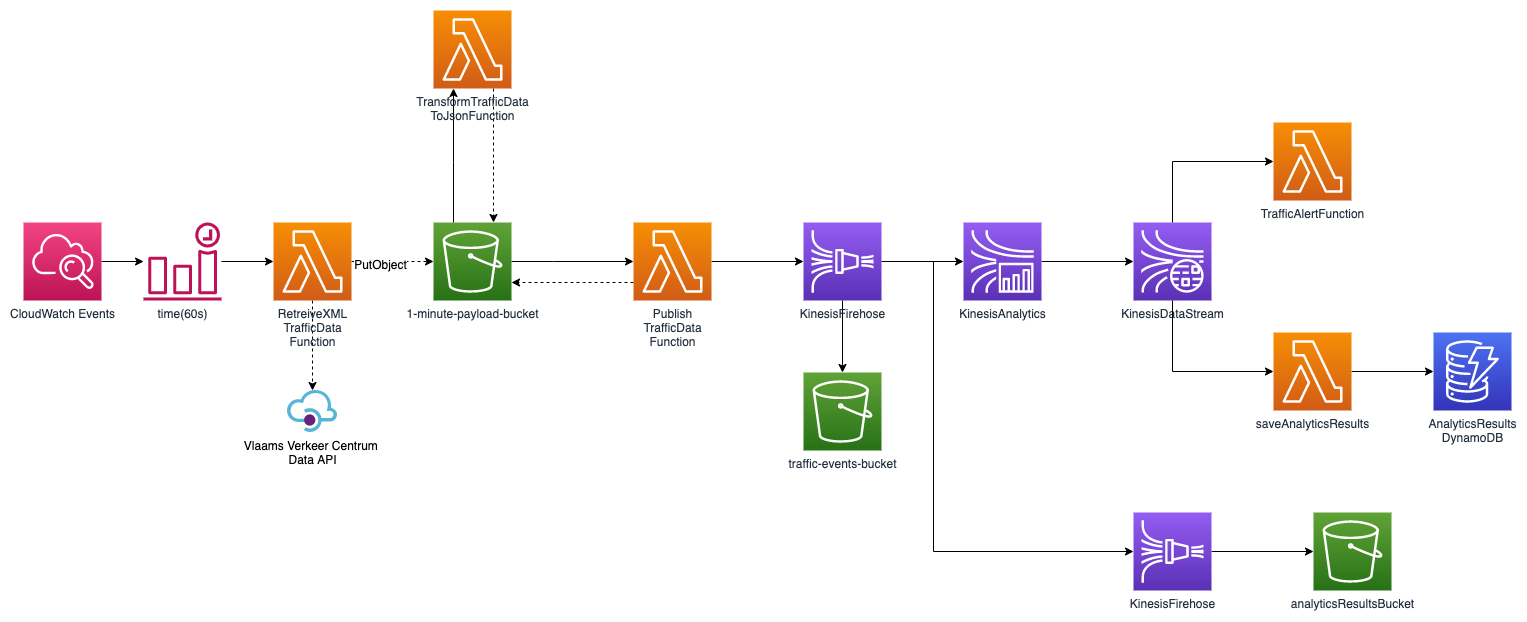 TransformTrafficData
ToJsonFunction
TrafficAlertFunction
PutObject
CloudWatch Events
time(60s)
RetreiveXML
TrafficData
Function
1-minute-payload-bucket
Publish
TrafficData
Function
KinesisFirehose
KinesisAnalytics
KinesisDataStream
Vlaams Verkeer Centrum
Data API
traffic-events-bucket
saveAnalyticsResults
AnalyticsResults
DynamoDB
KinesisFirehose
analyticsResultsBucket